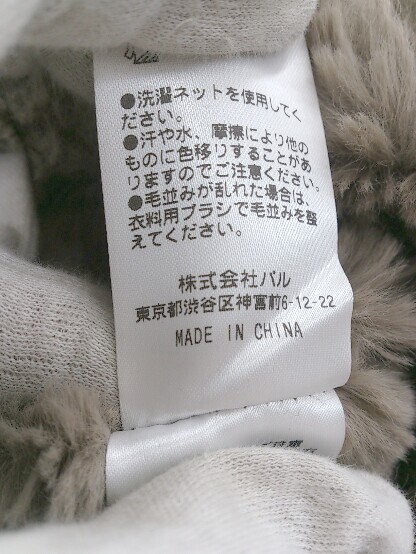 ●洗濯ネットを使用してく
ださい。
●汗や水、摩擦により他の
ものに色移りすることがあ
りますのでご注意ください。
●毛並みが乱れた場合は、
衣料用ブラシで毛並みを整
えてください。
株式会社パル
東京都渋谷区神宮前6-12-22
MADE IN CHINA